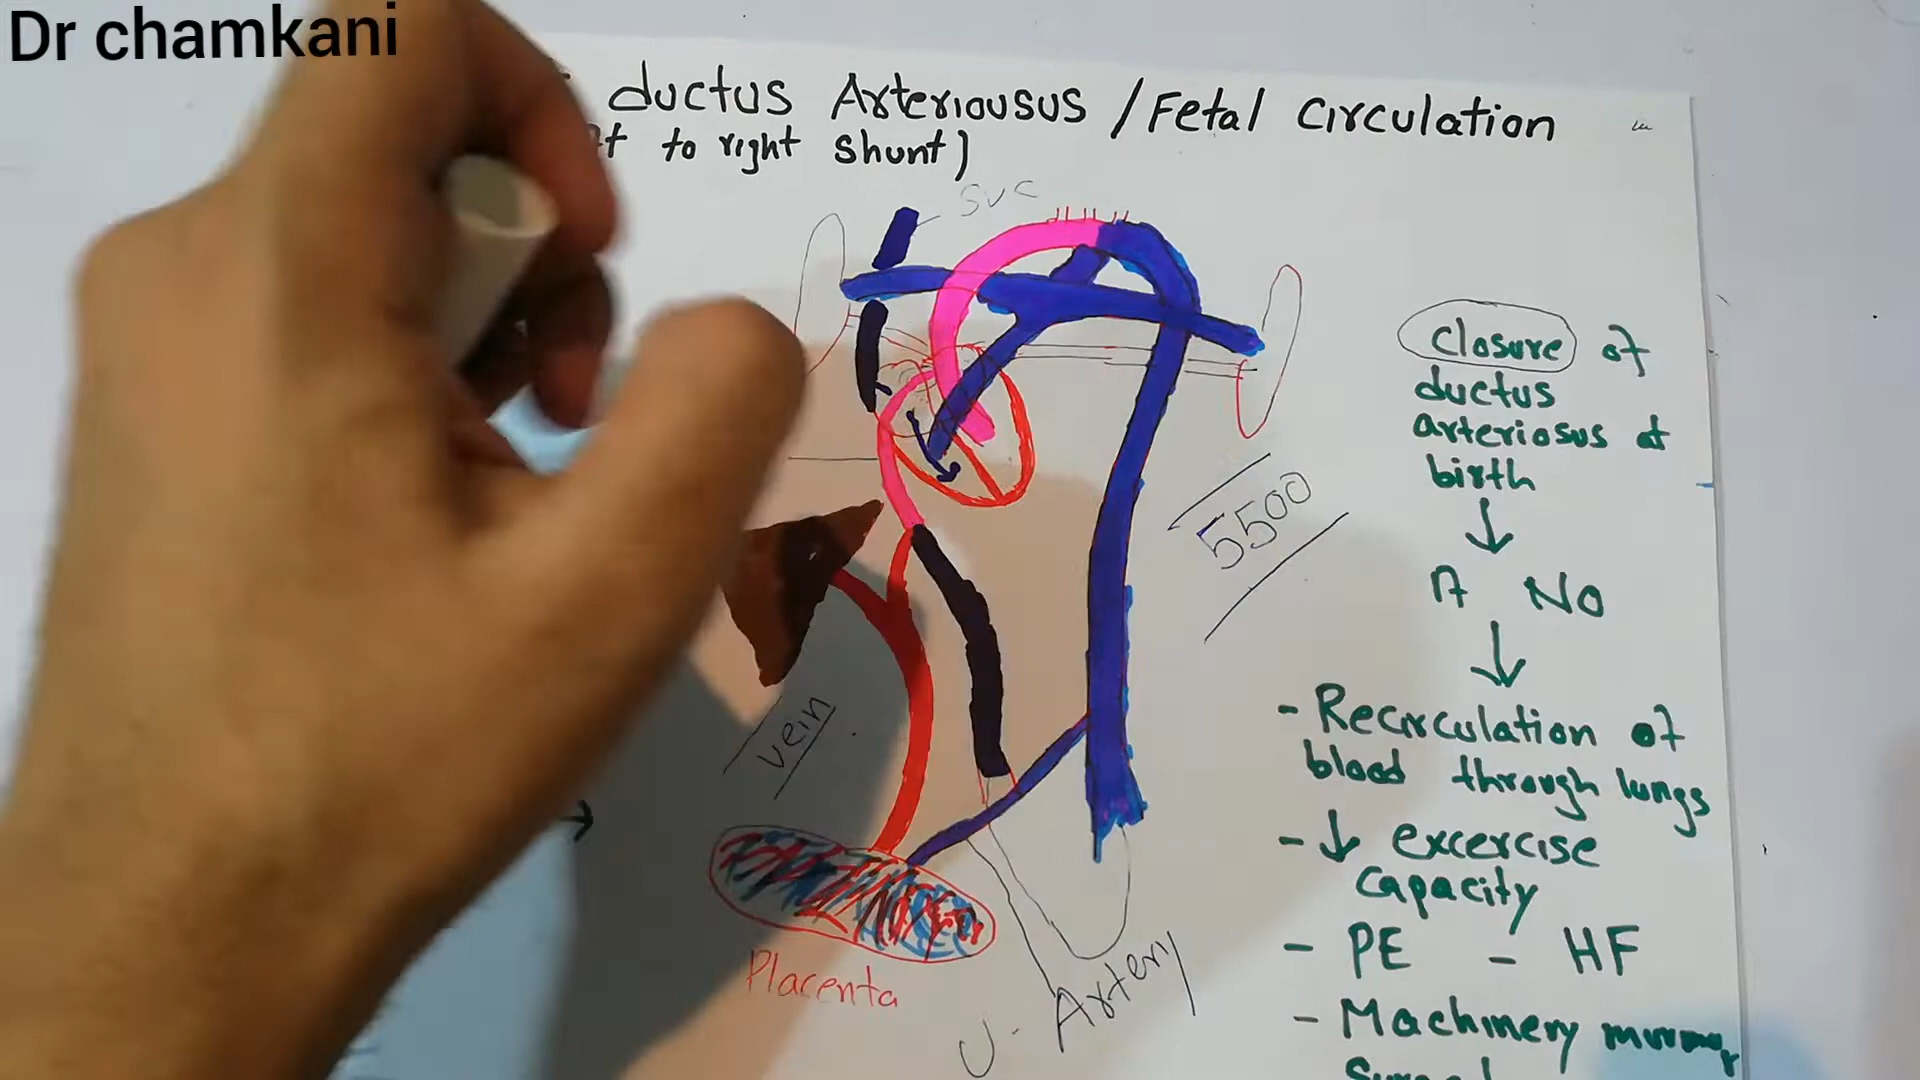 Dr chamkani
ductus Arteriousus / Fetal Circulation
to right shunt)
SVC
closure of
ductus
arteriosus at
birth
5500
NO
vein
- Recirculation of
blood through lungs
- ↓ excercise
capacity
- PE - HF
Placenta
U. Artery
- Machinery